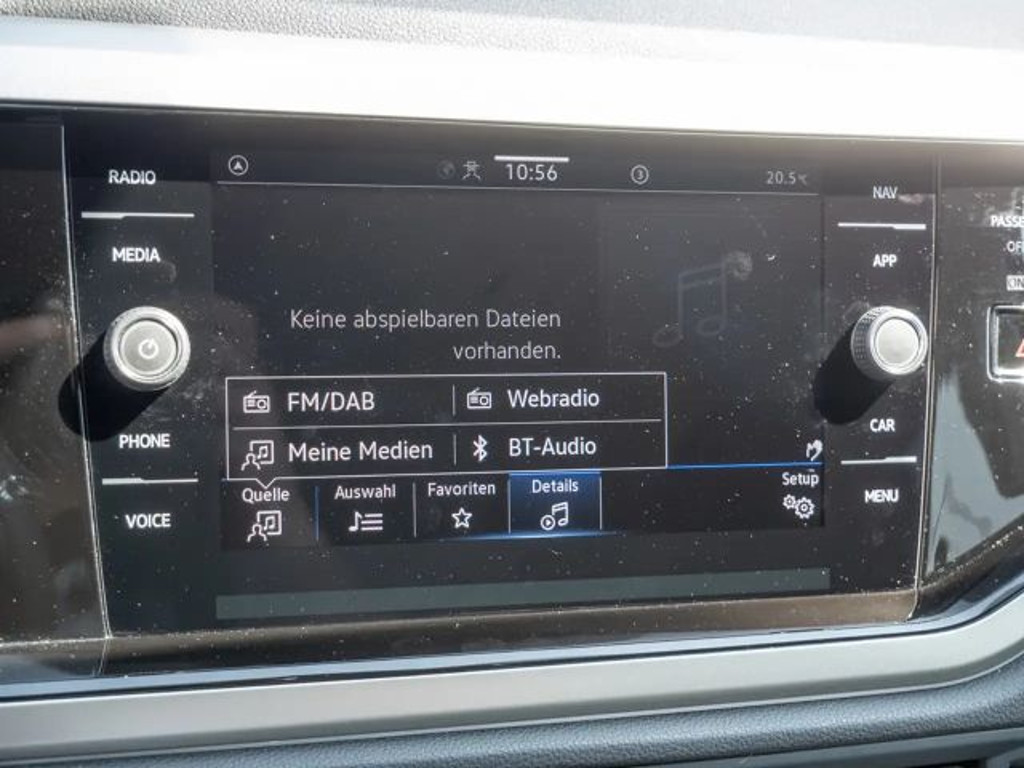 RADIO
MEDIA
PHONE
VOICE
10:56
3
20.5
Keine abspielbaren Dateien
vorhanden.
FM/DAB
Webradio
Meine Medien
BT-Audio
Quelle
Auswahl
Favoriten
Details
Setup
NAV
APP
CAR
MENU